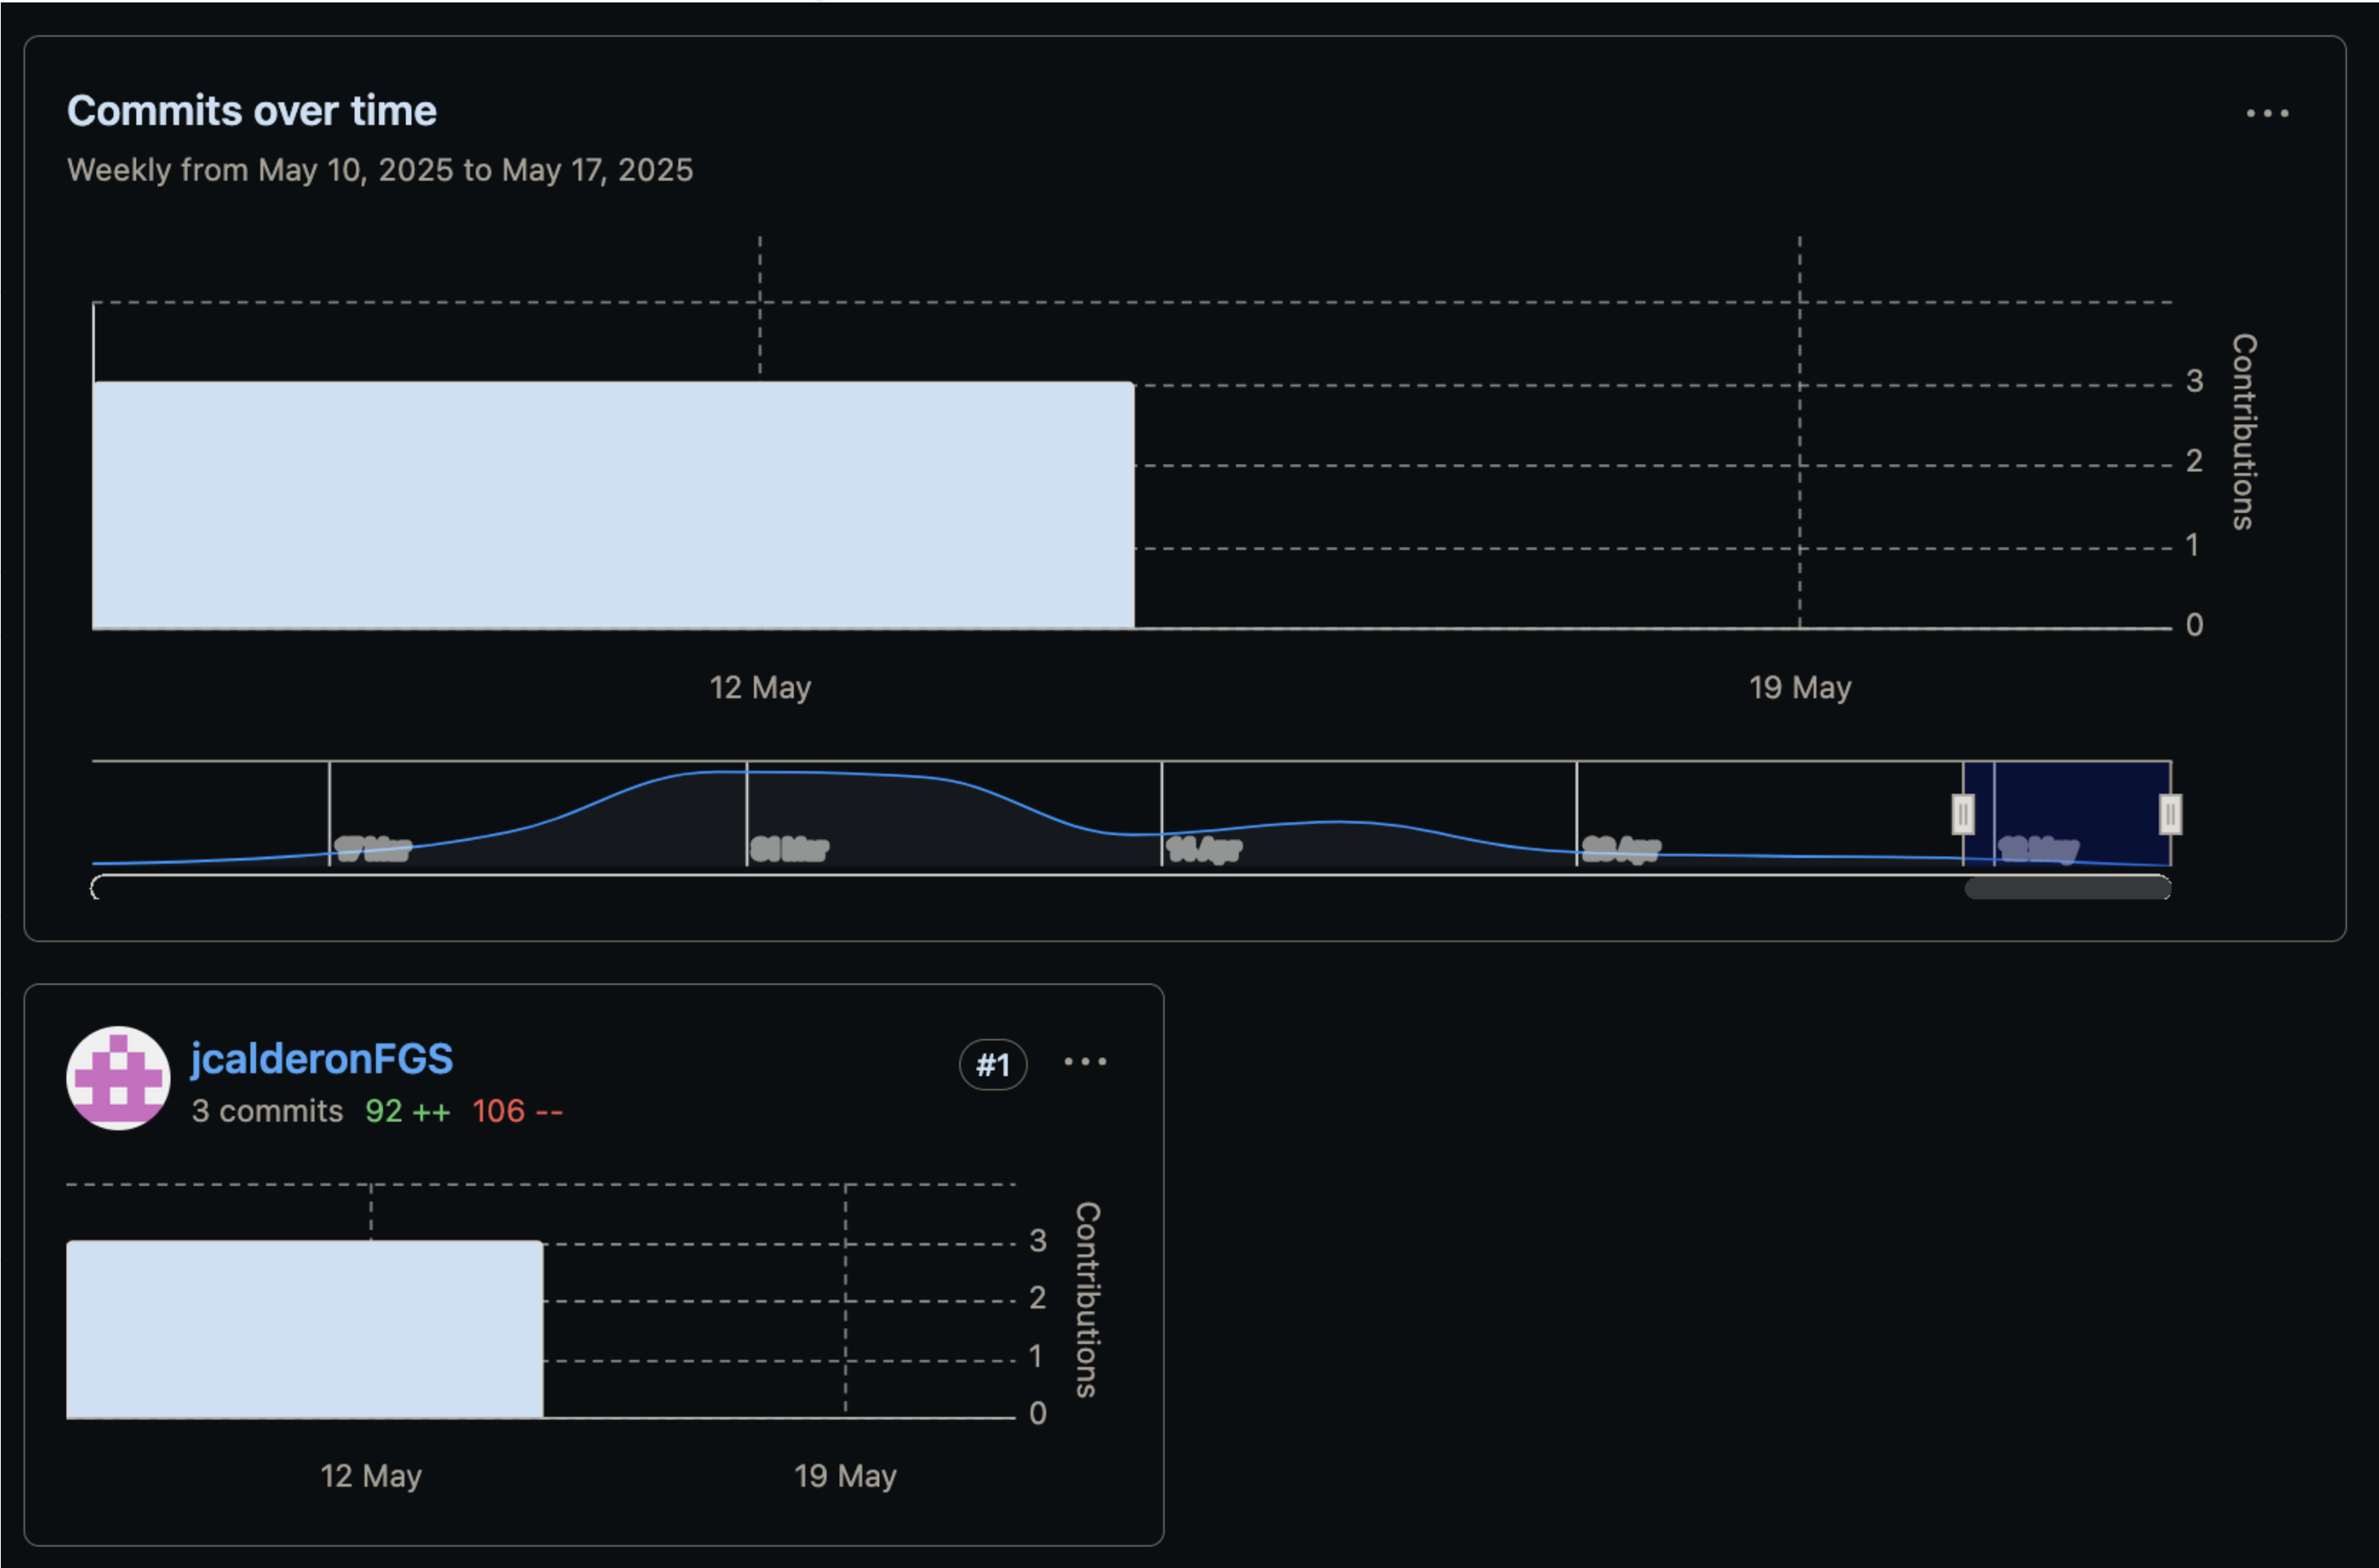 Commits over time
Weekly from May 10, 2025 to May 17, 2025
3
2
1
0
Contributions
12 May
19 May
jcalderonFGS
#1
3 commits 92 ++ 106 --
3
2
1
0
Contributions
12 May
19 May